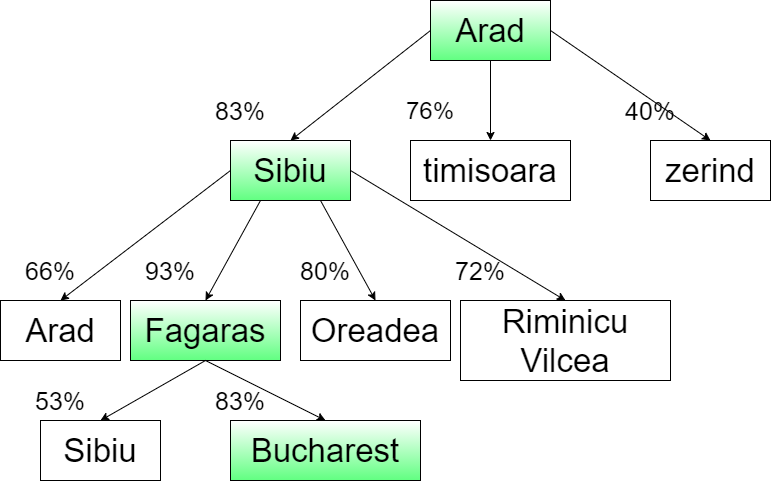 Arad
83%
76%
40%
Sibiu
timisoara
zerind
66%
93%
80%
72%
Arad
Fagaras
Oreadea
Riminicu
Vilcea
53%
83%
Sibiu
Bucharest